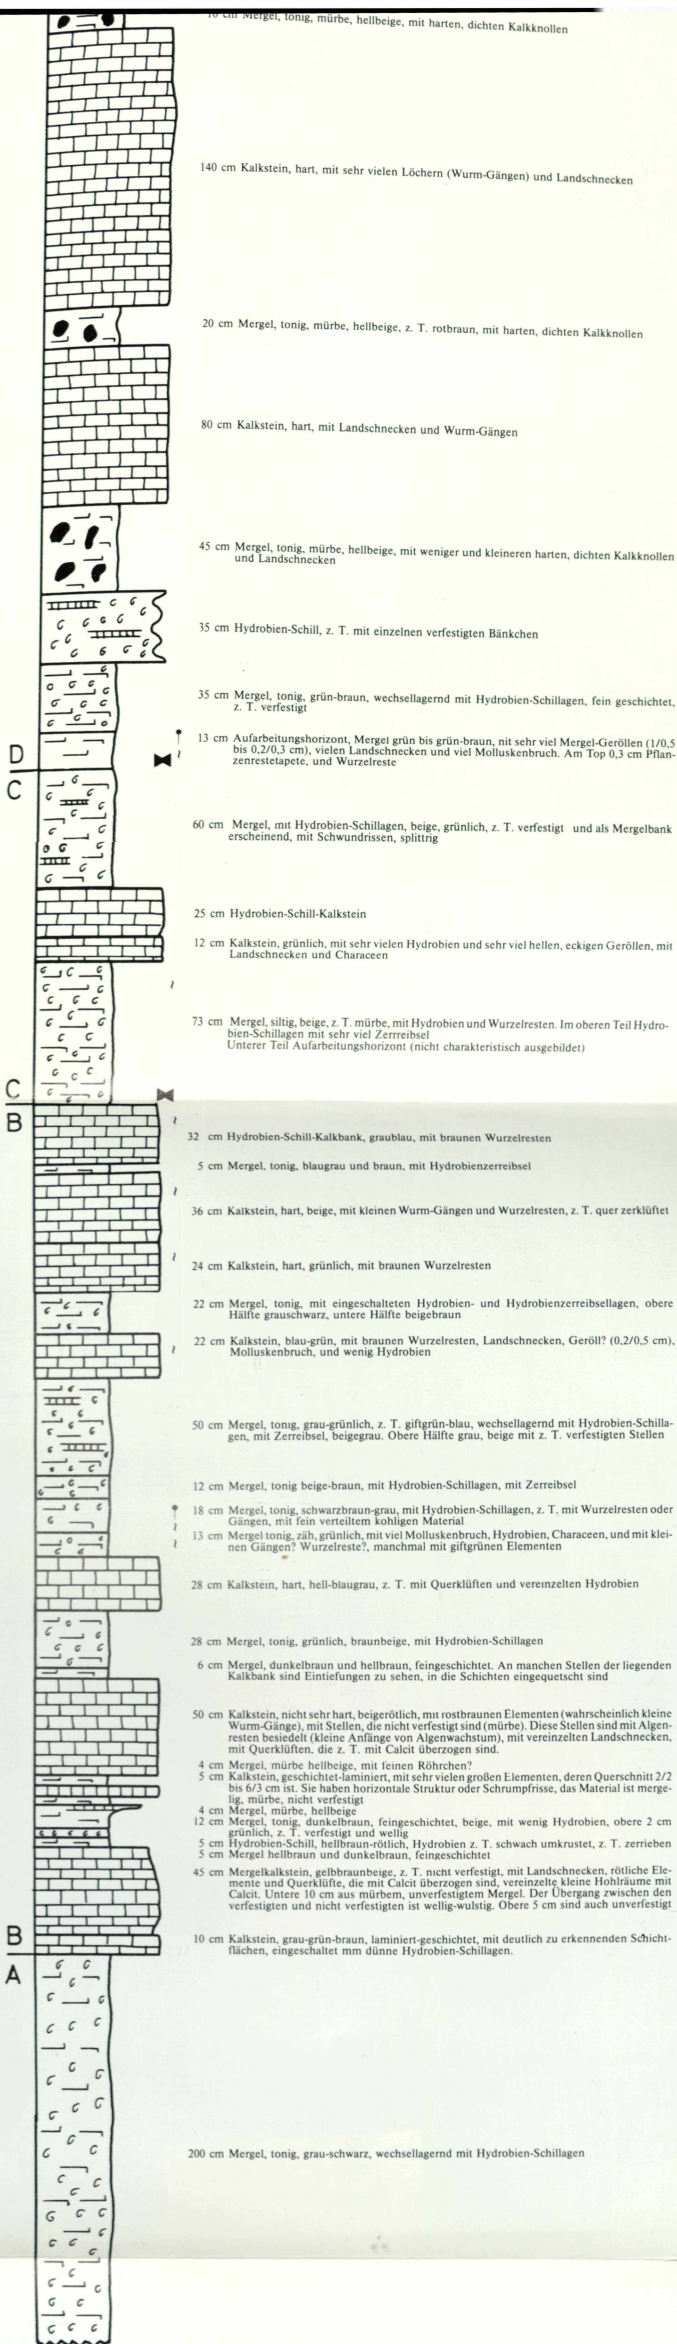 10 cm Mergel, tonig, mürbe, hellbeige, mit harten, dichten Kalkknollen
140 cm Kalkstein, hart, mit sehr vielen Löchern (Wurm-Gängen) und Landschnecken
20 cm Mergel, tonig, mürbe, hellbeige, z. T. rotbraun, mit harten, dichten Kalkknollen
80 cm Kalkstein, hart, mit Landschnecken und Wurm-Gängen
45 cm Mergel, tonig, mürbe, hellbeige, mit weniger und kleineren harten, dichten Kalkknollen
und Landschnecken
35 cm Hydrobien-Schill, z. T. mit einzelnen verfestigten Bänkchen
35 cm Mergel, tonig, grün-braun, wechsellagernd mit Hydrobien-Schillagen, fein geschichtet,
z. T. verfestigt
13 cm Aufarbeitungshorizont, Mergel grün bis grün-braun, nit sehr viel Mergel-Geröllen (1/0,5
bis 0,2/0,3 cm), vielen Landschnecken und viel Molluskenbruch. Am Top 0,3 cm Pflan-
zenrestetapete, und Wurzelreste
D
C
60 cm Mergel, mit Hydrobien-Schillagen, beige, grünlich, z. T. verfestigt und als Mergelbank
erscheinend, mit Schwundrissen, splittrig
25 cm Hydrobien-Schill-Kalkstein
12 cm Kalkstein, grünlich, mit sehr vielen Hydrobien und sehr viel hellen, eckigen Geröllen, mit
Landschnecken und Characeen
73 cm Mergel, siltig, beige, z. T. mürbe, mit Hydrobien und Wurzelresten. Im oberen Teil Hydro-
bien-Schillagen mit sehr viel Zerrreibsel
Unterer Teil Aufarbeitungshorizont (nicht charakteristisch ausgebildet)
C
B
32 cm Hydrobien-Schill-Kalkbank, graublau, mit braunen Wurzelresten
5 cm Mergel, tonig, blaugrau und braun, mit Hydrobienzerreibsel
36 cm Kalkstein, hart, beige, mit kleinen Wurm-Gängen und Wurzelresten, z. T. quer zerklüftet
24 cm Kalkstein, hart, grünlich, mit braunen Wurzelresten
22 cm Mergel, tonig, mit eingeschalteten Hydrobien- und Hydrobienzerreibsellagen, obere
Hälfte grauschwarz, untere Hälfte beigebraun
22 cm Kalkstein, blau-grün, mit braunen Wurzelresten, Landschnecken, Geröll? (0,2/0,5 cm),
Molluskenbruch, und wenig Hydrobien
50 cm Mergel, tonig, grau-grünlich, z. T. giftgrün-blau, wechsellagernd mit Hydrobien-Schilla-
gen, mit Zerreibsel, beigegrau. Obere Hälfte grau, beige mit z. T. verfestigten Stellen
12 cm Mergel, tonig beige-braun, mit Hydrobien-Schillagen, mit Zerreibsel
18 cm Mergel, tonig, schwarzbraun-grau, mit Hydrobien-Schillagen, z. T. mit Wurzelresten oder
Gängen, mit fein verteiltem kohligen Material
13 cm Mergel tonig, zäh, grünlich, mit viel Molluskenbruch, Hydrobien, Characeen, und mit klei-
nen Gängen? Wurzelreste?, manchmal mit giftgrünen Elementen
28 cm Kalkstein, hart, hell-blaugrau, z. T. mit Querklüften und vereinzelten Hydrobien
28 cm Mergel, tonig, grünlich, braunbeige, mit Hydrobien-Schillagen
6 cm Mergel, dunkelbraun und hellbraun, feingeschichtet. An manchen Stellen der liegenden
Kalkbank sind Eintiefungen zu sehen, in die Schichten eingequetscht sind
50 cm Kalkstein, nicht sehr hart, beigerötlich, mit rostbraunen Elementen (wahrscheinlich kleine
Wurm-Gänge), mit Stellen, die nicht verfestigt sind (mürbe). Diese Stellen sind mit Algen-
resten besiedelt (kleine Anfänge von Algenwachstum), mit vereinzelten Landschnecken,
mit Querklüften, die z. T. mit Calcit überzogen sind.
4 cm Mergel, mürbe hellbeige, mit feinen Röhrchen?
5 cm Kalkstein, geschichtet-laminiert, mit sehr vielen großen Elementen, deren Querschnitt 2/2
bis 6/3 cm ist. Sie haben horizontale Struktur oder Schrumpfrisse, das Material ist merge-
lig, mürbe, nicht verfestigt
4 cm Mergel, mürbe, hellbeige
12 cm Mergel, tonig, dunkelbraun, feingeschichtet, beige, mit wenig Hydrobien, obere 2 cm
grünlich, z. T. verfestigt und wellig
5 cm Hydrobien-Schill, hellbraun-rötlich, Hydrobien z. T. schwach umkrustet, z. T. zerrieben
5 cm Mergel hellbraun und dunkelbraun, feingeschichtet
45 cm Mergelkalkstein, gelbbraunbeige, z. T. nicht verfestigt, mit Landschnecken, rötliche Ele-
mente und Querklüfte, die mit Calcit überzogen sind, vereinzelte kleine Hohlräume mit
Calcit. Untere 10 cm aus mürbem, unverfestigtem Mergel. Der Übergang zwischen den
verfestigten und nicht verfestigten ist wellig-wulstig. Obere 5 cm sind auch unverfestigt
B
10 cm Kalkstein, grau-grün-braun, laminiert-geschichtet, mit deutlich zu erkennenden Schicht-
flächen, eingeschaltet mm dünne Hydrobien-Schillagen.
A
200 cm Mergel, tonig, grau-schwarz, wechsellagernd mit Hydrobien-Schillagen